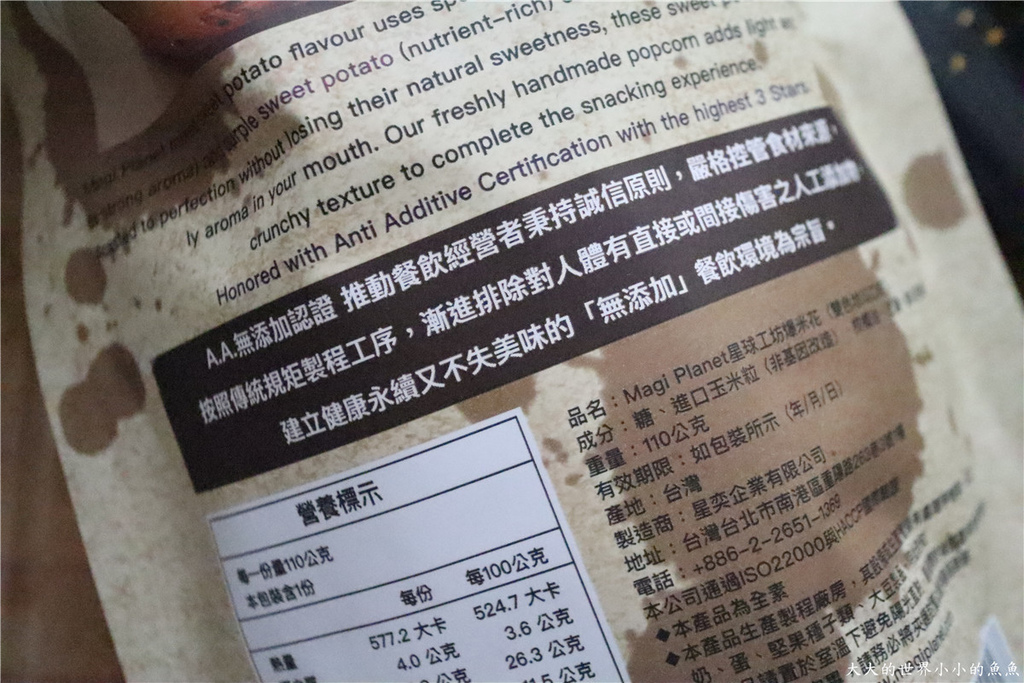 potato flavour uses
sweet potato (nutrient-rich)
to perfection without losing their natural sweetness, these sweet
ly aroma in your mouth. Our freshly handmade popcorn adds light
crunchy texture to complete the snacking experience.
Honored with Anti Additive Certification with the highest 3 Stars.
A.A.無添加認證 推動餐飲經營者秉持誠信原則，嚴格控管食材來源，
按照傳統規矩製程工序，漸進排除對人體有直接或間接傷害之人工添加物，
建立健康永續又不失美味的「無添加」餐飲環境為宗旨。
品名：Magi Planet星球工坊爆米花
成分：糖、進口玉米粒（非基因改造）
重量：110公克
有效期限：如包裝所示（年/月/日）
產地：台灣
製造商：星奕企業有限公司
地址：台灣台北市南港區重陽路
電話：+886-2-2651-1369
本公司通過ISO22000與HACCP國際
◆本產品為全素
◆本產品生產製程廠房，其
奶、蛋、堅果種子類、大豆
請置於室溫下避免陽光
營養標示
每一份量110公克
本包裝含1份
每份 每100公克
熱量 577.2 大卡 524.7 大卡
4.0 公克 3.6 公克
公克 26.3 公克
大大的世界小小的魚魚